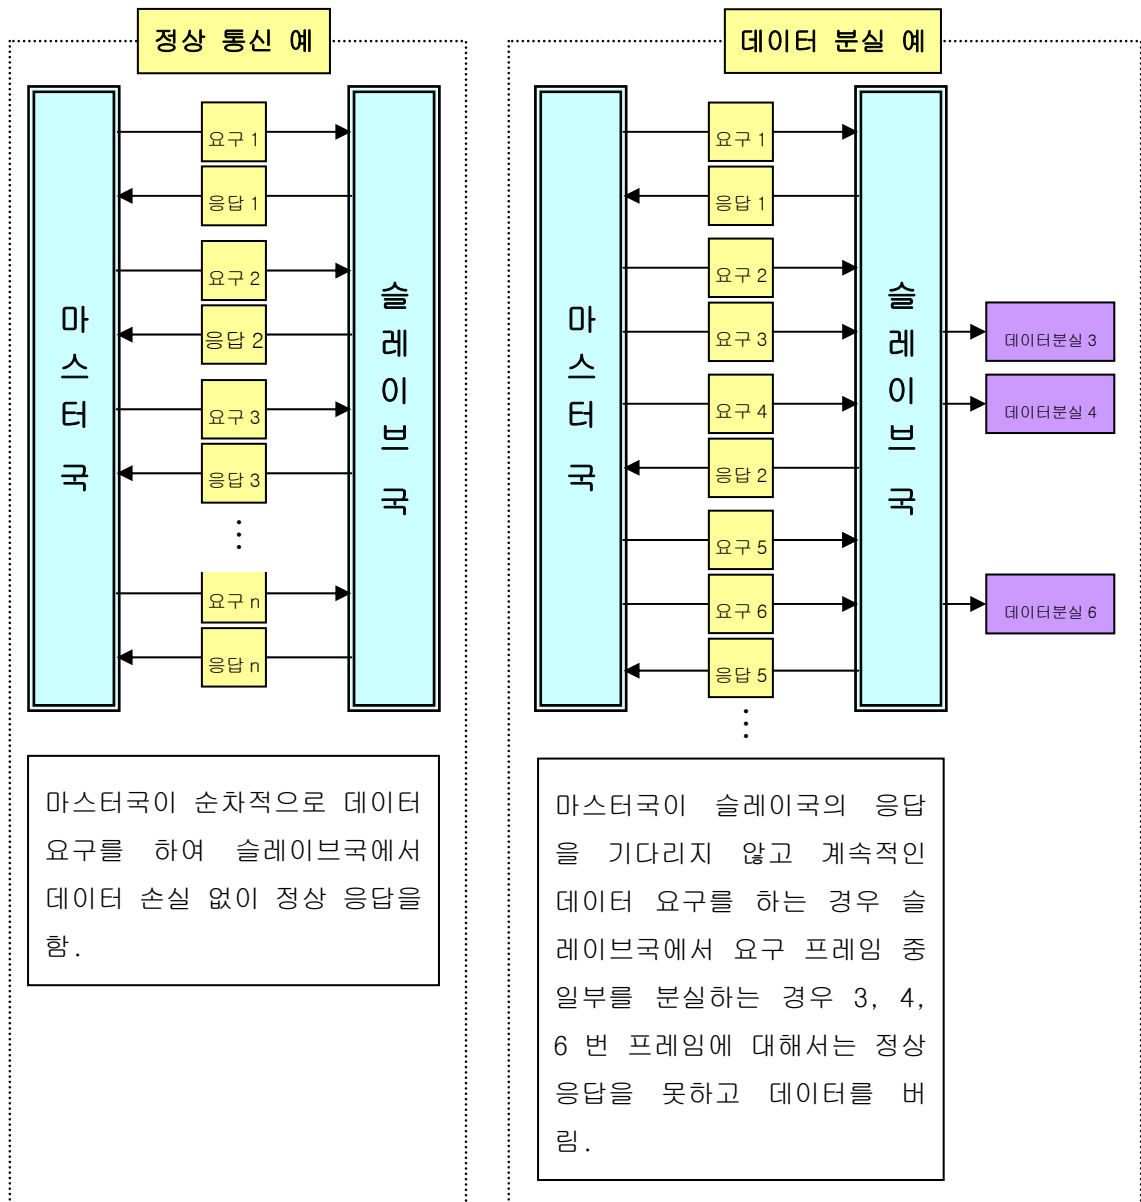 정상 통신 예
마스터국
슬레이브국
요구 1
응답 1
요구 2
응답 2
요구 3
응답 3
⋮
요구 n
응답 n
마스터국이 순차적으로 데이터
요구를 하여 슬레이브국에서
데이터 손실 없이 정상 응답을
함.
데이터 분실 예
마스터국
슬레이브국
요구 1
응답 1
요구 2
요구 3
데이터분실 3
요구 4
데이터분실 4
응답 2
요구 5
요구 6
데이터분실 6
응답 5
⋮
마스터국이 슬레이국의 응답
을 기다리지 않고 계속적인
데이터 요구를 하는 경우 슬
레이브국에서 요구 프레임 중
일부를 분실하는 경우 3, 4,
6 번 프레임에 대해서는 정상
응답을 못하고 데이터를 버
림.